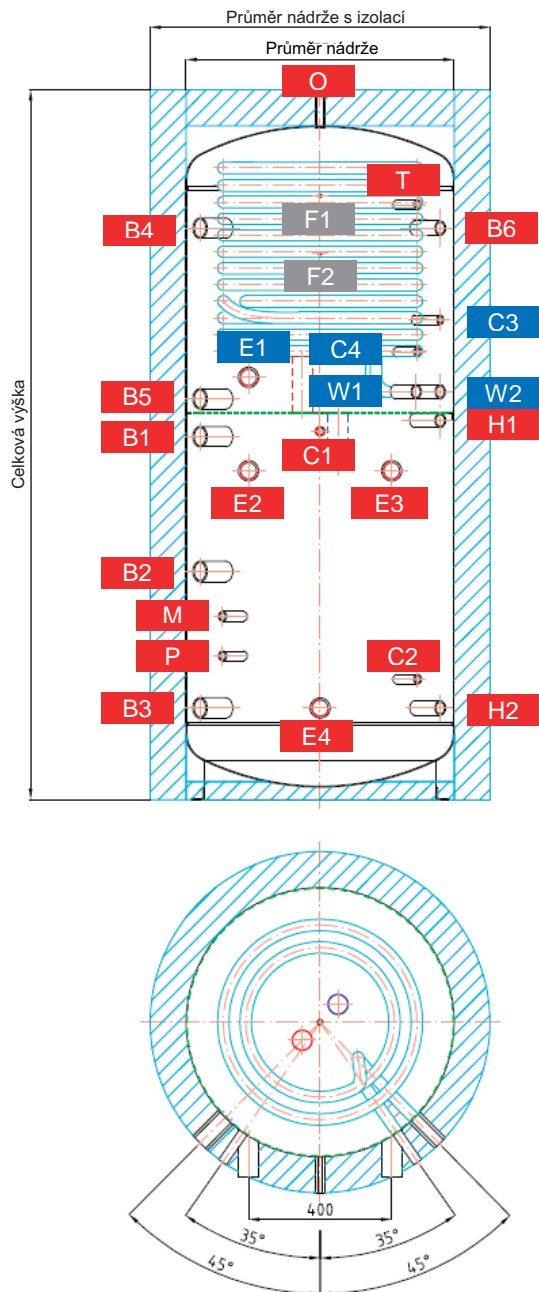 Průměr nádrže s izolací
Průměr nádrže
O
T
F1
B4
B6
F2
C3
E1
C4
B5
W1
W2
B1
H1
C1
E2
E3
Celková výška
B2
M
P
C2
B3
H2
E4
400
35°
35°
45°
45°